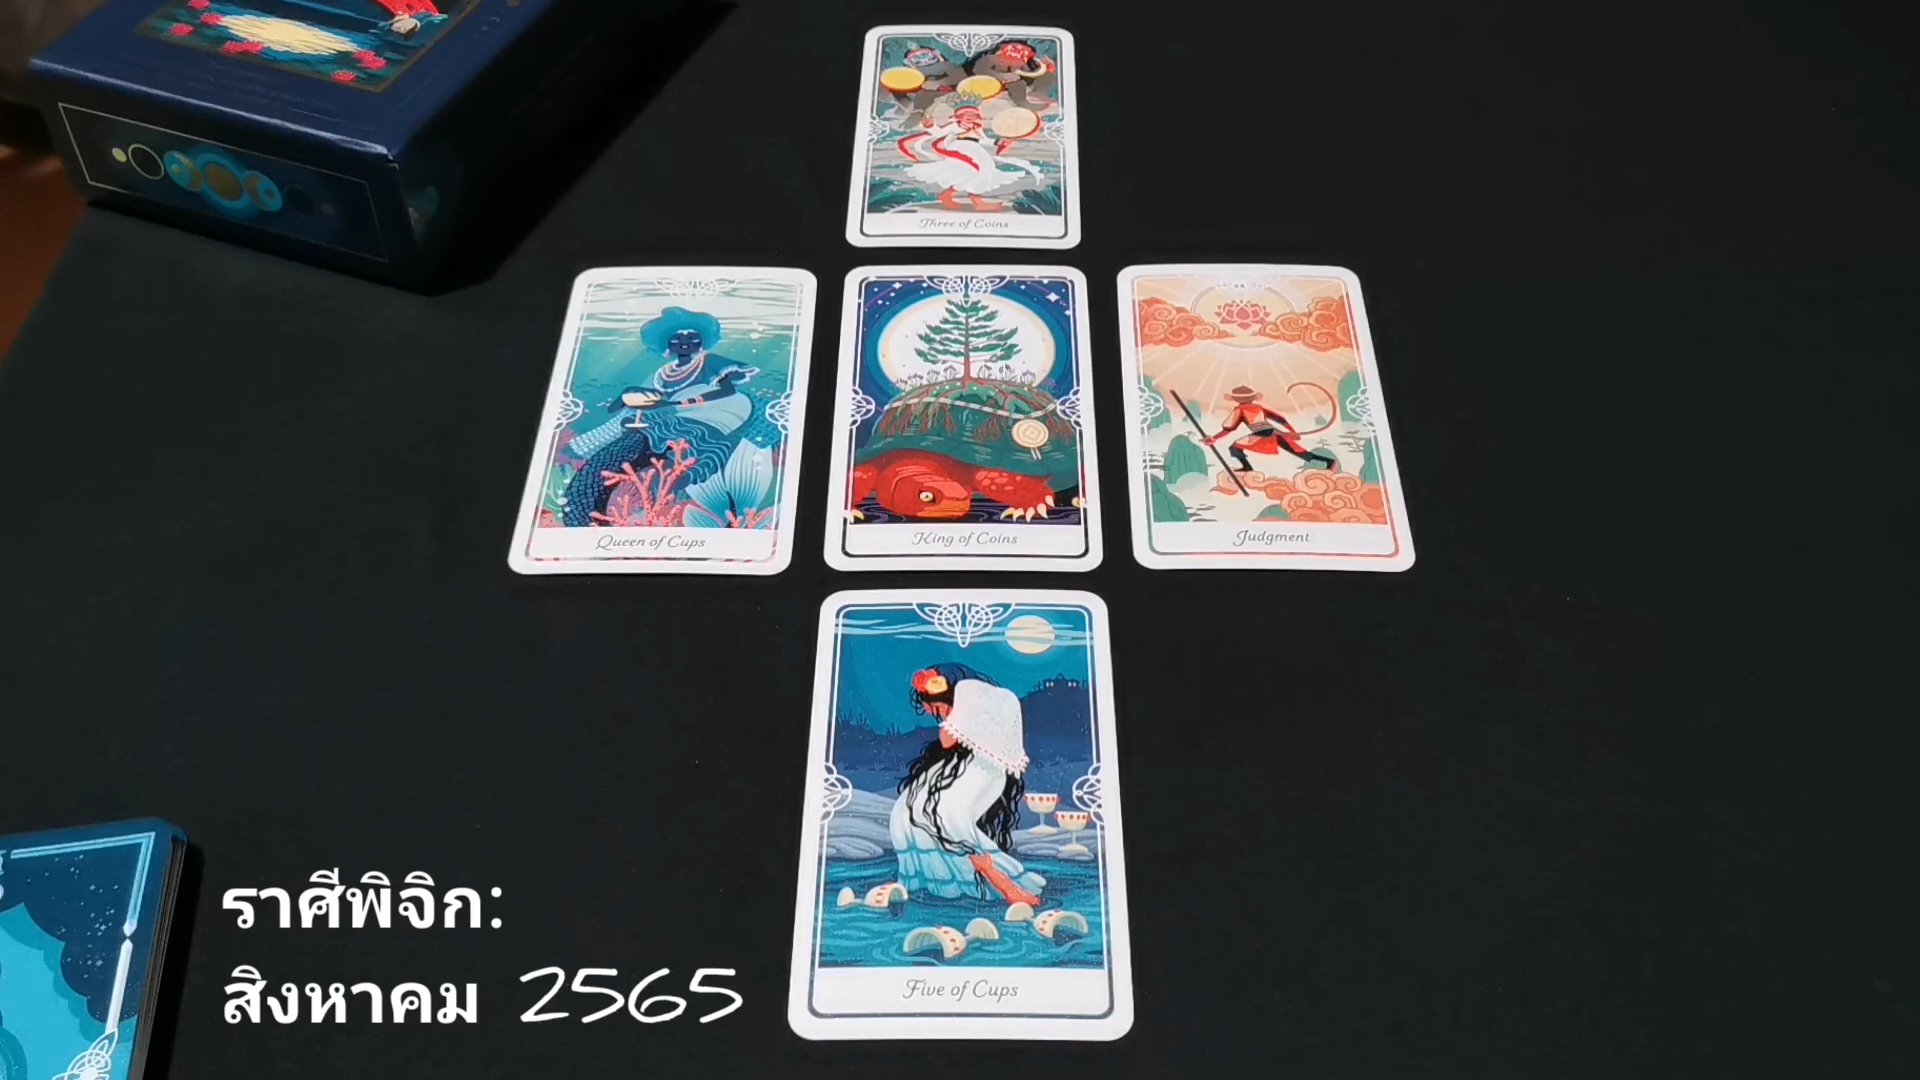 Three of Coins
Queen of Cups
King of Coins
XX
Judgment
Five of Cups
ราศีพิจิก:
สิงหาคม 2565